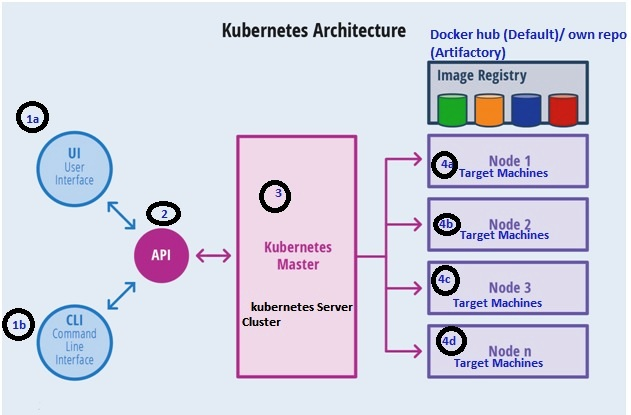 Kubernetes Architecture
Docker hub (Default)/ own repo
(Artifactory)
Image Registry
1a
UI
User
Interface
2
API
1b
CLI
Command
Line
Interface
3
Kubernetes
Master
kubernetes Server
Cluster
4a
Node 1
Target Machines
4b
Node 2
Target Machines
4c
Node 3
Target Machines
4d
Node n
Target Machines